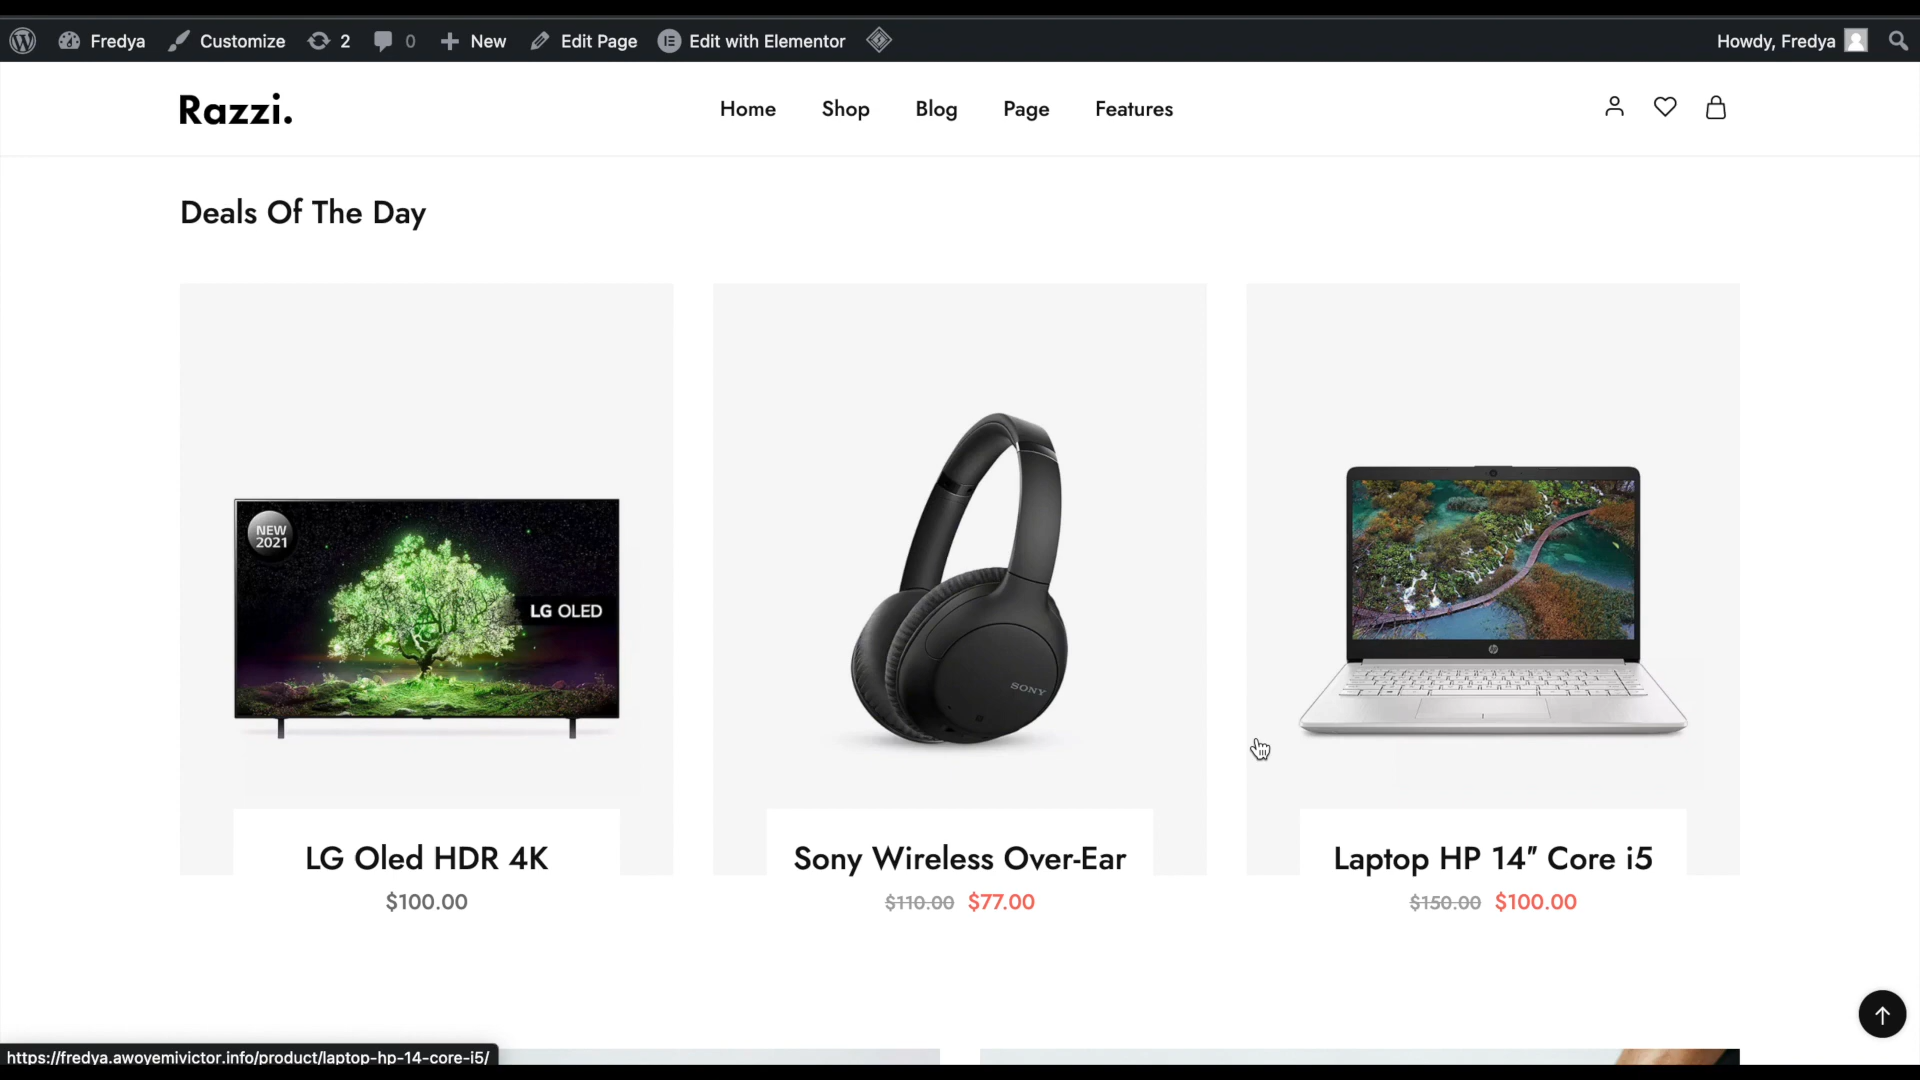 Fredya Customize 2 0 New Edit Page Edit with Elementor Howdy, Fredya
Razzi. Home Shop Blog Page Features
Deals Of The Day
NEW
2021
LG OLED
SONY
hp
LG Oled HDR 4K Sony Wireless Over-Ear Laptop HP 14″ Core i5
$100.00 $110.00 $77.00 $150.00 $100.00
https://fredya.awoyemivictor.info/product/laptop-hp-14-core-i5/